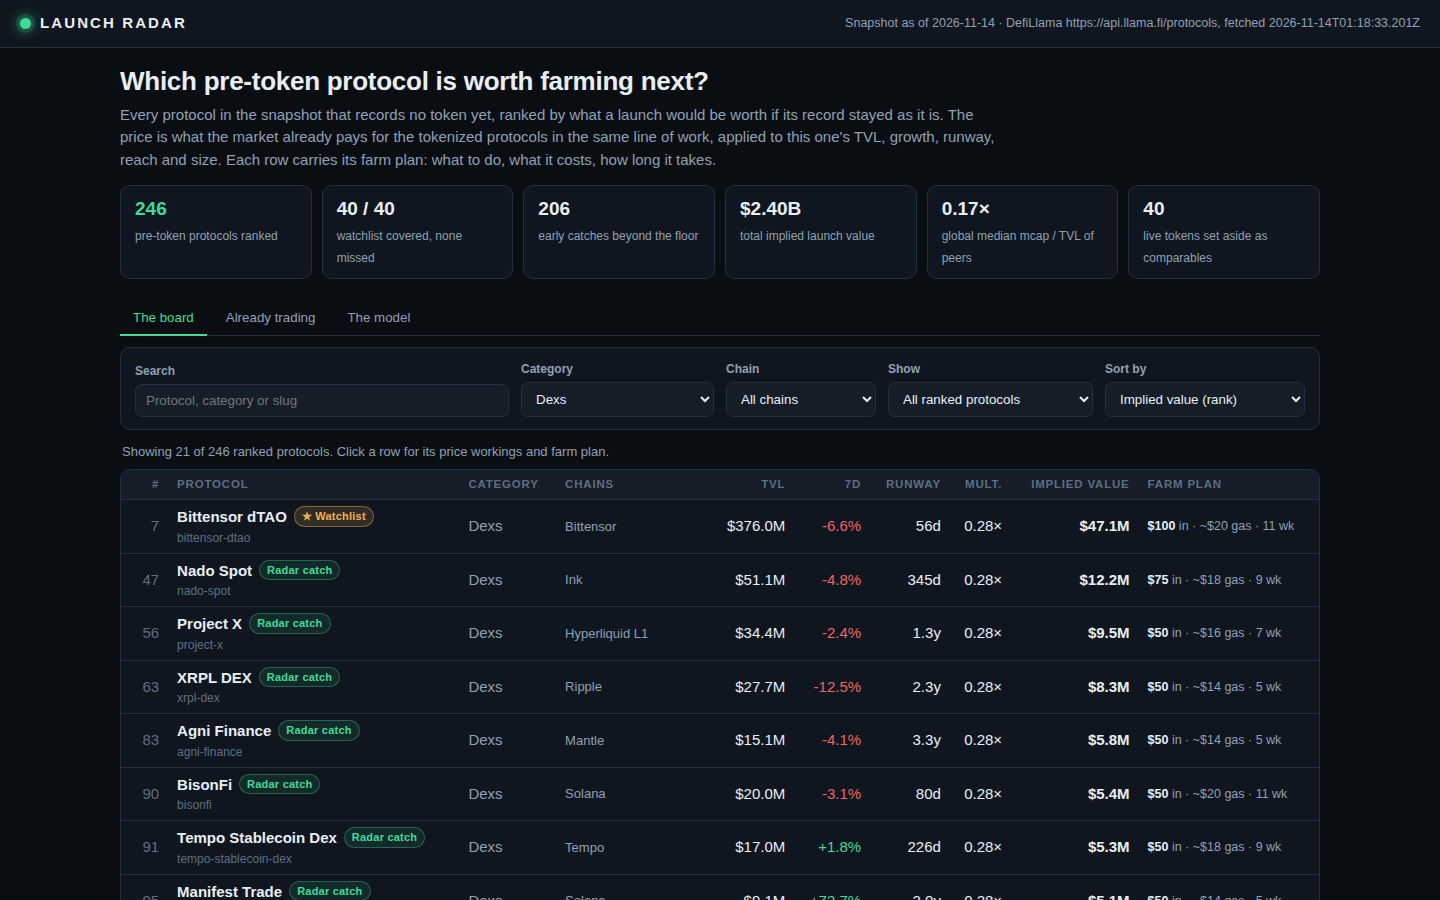 LAUNCH RADAR
Snapshot as of 2026-11-14 · DefiLlama https://api.llama.fi/protocols, fetched 2026-11-14T01:18:33.201Z
Which pre-token protocol is worth farming next?
Every protocol in the snapshot that records no token yet, ranked by what a launch would be worth if its record stayed as it is. The
price is what the market already pays for the tokenized protocols in the same line of work, applied to this one's TVL, growth, runway,
reach and size. Each row carries its farm plan: what to do, what it costs, how long it takes.
246
pre-token protocols ranked
40 / 40
watchlist covered, none
missed
206
early catches beyond the floor
$2.40B
total implied launch value
0.17×
global median mcap / TVL of
peers
40
live tokens set aside as
comparables
The board Already trading The model
Search Category Chain Show Sort by
Protocol, category or slug Dexs All chains All ranked protocols Implied value (rank)
Showing 21 of 246 ranked protocols. Click a row for its price workings and farm plan.
# PROTOCOL CATEGORY CHAINS TVL 7D RUNWAY MULT. IMPLIED VALUE FARM PLAN
7 Bittensor dTAO ★ Watchlist Dexs Bittensor $376.0M -6.6% 56d 0.28× $47.1M $100 in · ~$20 gas · 11 wk
bittensor-dtao
47 Nado Spot Radar catch Dexs Ink $51.1M -4.8% 345d 0.28× $12.2M $75 in · ~$18 gas · 9 wk
nado-spot
56 Project X Radar catch Dexs Hyperliquid L1 $34.4M -2.4% 1.3y 0.28× $9.5M $50 in · ~$16 gas · 7 wk
project-x
63 XRPL DEX Radar catch Dexs Ripple $27.7M -12.5% 2.3y 0.28× $8.3M $50 in · ~$14 gas · 5 wk
xrpl-dex
83 Agni Finance Radar catch Dexs Mantle $15.1M -4.1% 3.3y 0.28× $5.8M $50 in · ~$14 gas · 5 wk
agni-finance
90 BisonFi Radar catch Dexs Solana $20.0M -3.1% 80d 0.28× $5.4M $50 in · ~$20 gas · 11 wk
bisonfi
91 Tempo Stablecoin Dex Radar catch Dexs Tempo $17.0M +1.8% 226d 0.28× $5.3M $50 in · ~$18 gas · 9 wk
tempo-stablecoin-dex
Manifest Trade Radar catch